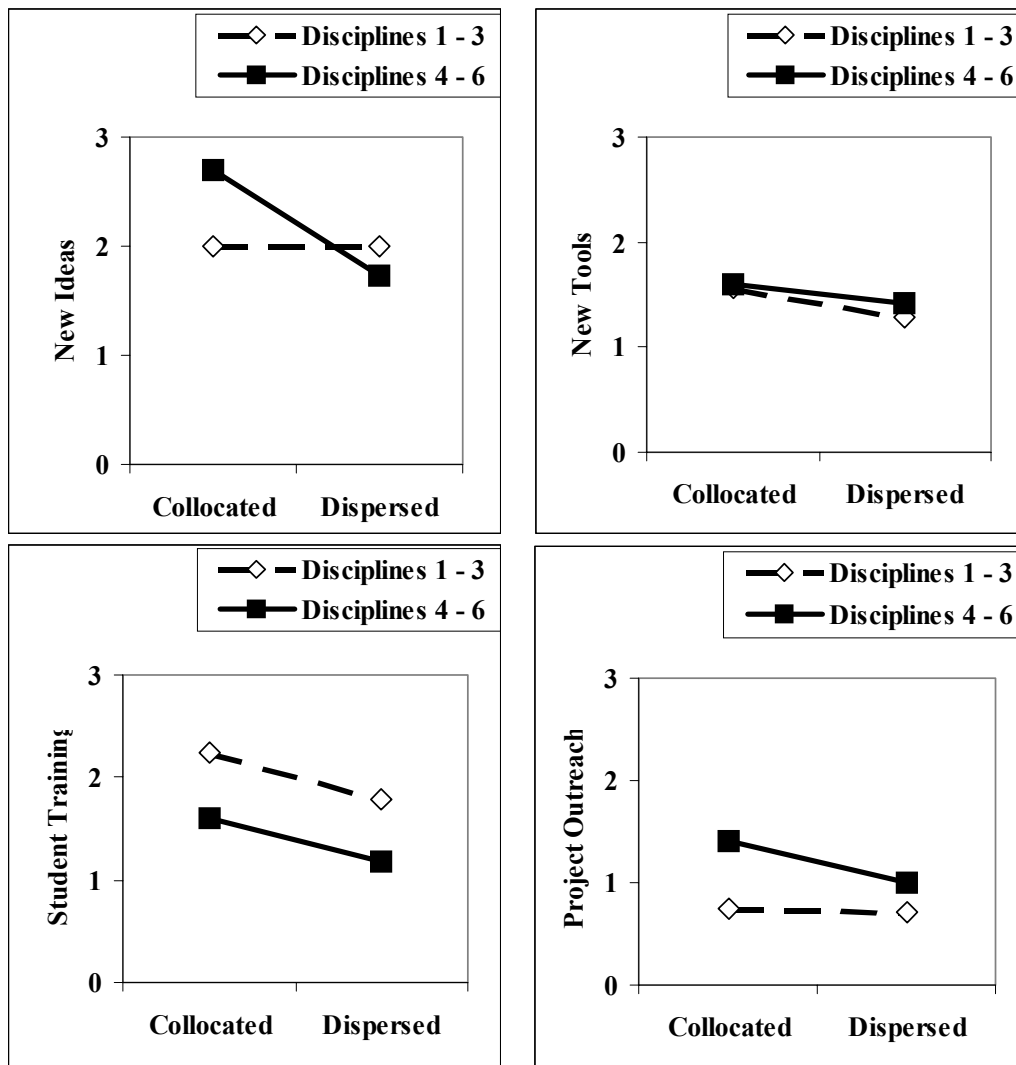 Disciplines 1 - 3
Disciplines 4 - 6
3
2
1
0
New Ideas
Collocated Dispersed
Disciplines 1 - 3
Disciplines 4 - 6
3
2
1
0
New Tools
Collocated Dispersed
Disciplines 1 - 3
Disciplines 4 - 6
3
2
1
0
Student Training
Collocated Dispersed
Disciplines 1 - 3
Disciplines 4 - 6
3
2
1
0
Project Outreach
Collocated Dispersed